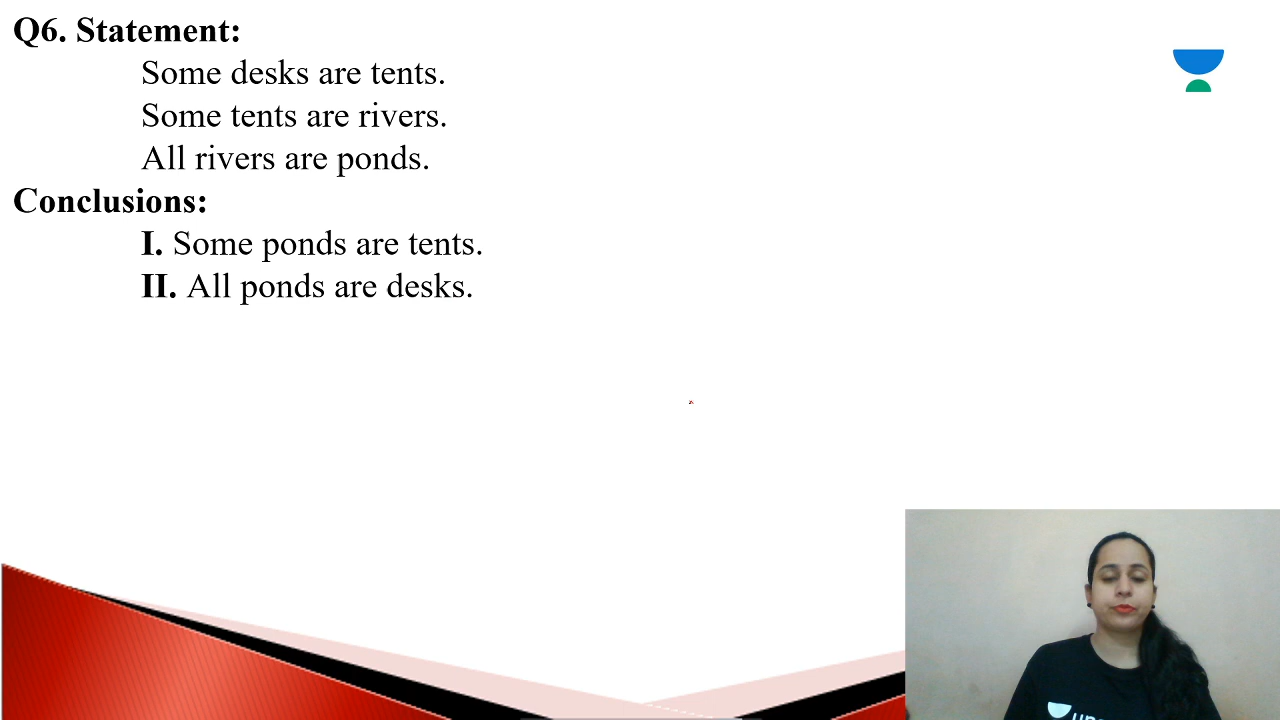 Q6. Statement:
Some desks are tents.
Some tents are rivers.
All rivers are ponds.
Conclusions:
I. Some ponds are tents.
II. All ponds are desks.